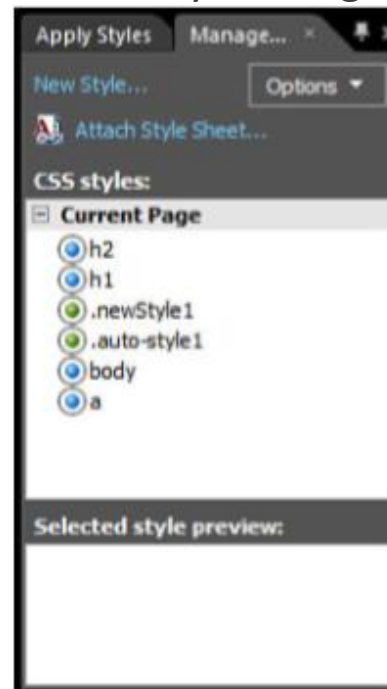 Apply Styles Manage...
New Style... Options
Attach Style Sheet...
CSS styles:
Current Page
h2
h1
.newStyle1
.auto-style1
body
a
Selected style preview: